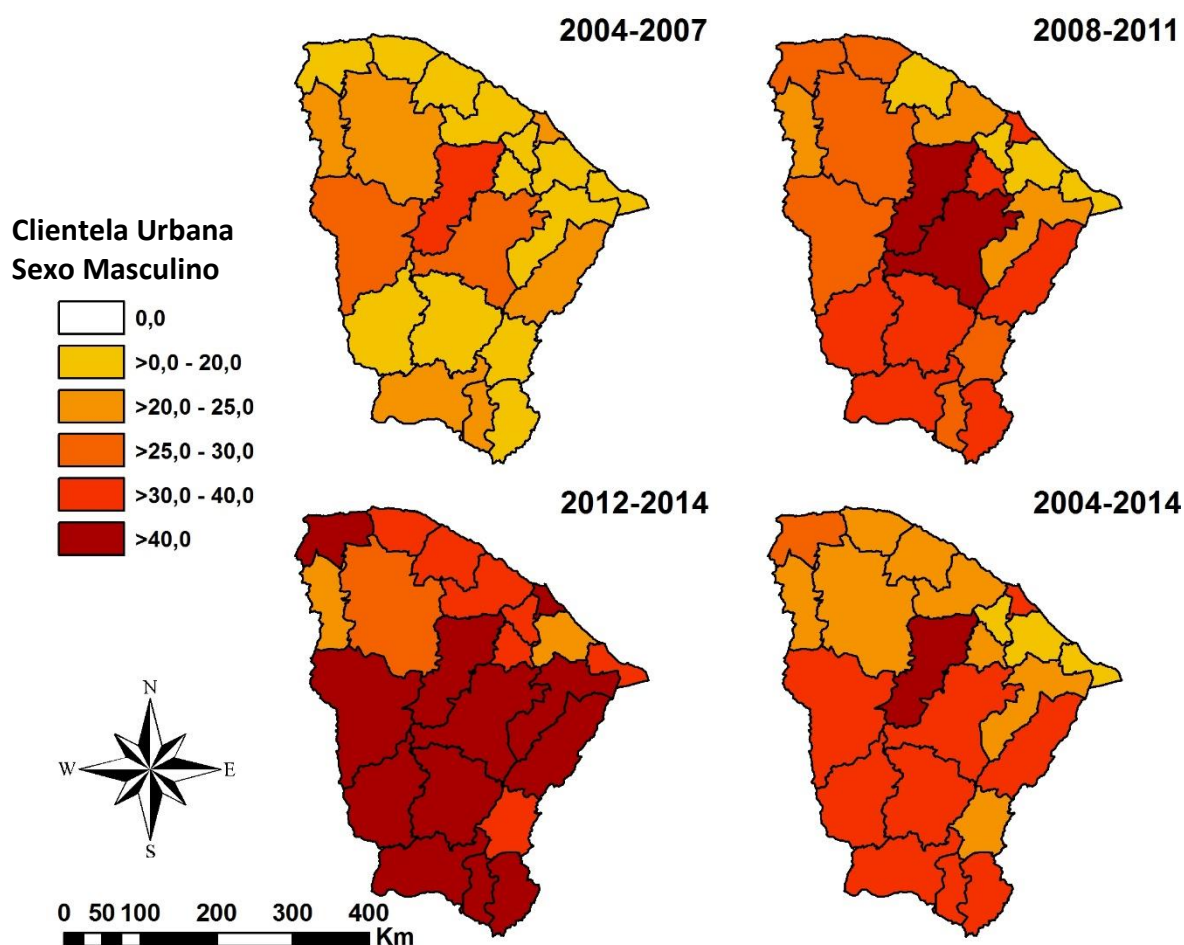 2004-2007
2008-2011
Clientela Urbana
Sexo Masculino
0,0
>0,0 - 20,0
>20,0 - 25,0
>25,0 - 30,0
>30,0 - 40,0
>40,0
2012-2014
2004-2014
N
W
E
S
0 50 100 200 300 400
Km